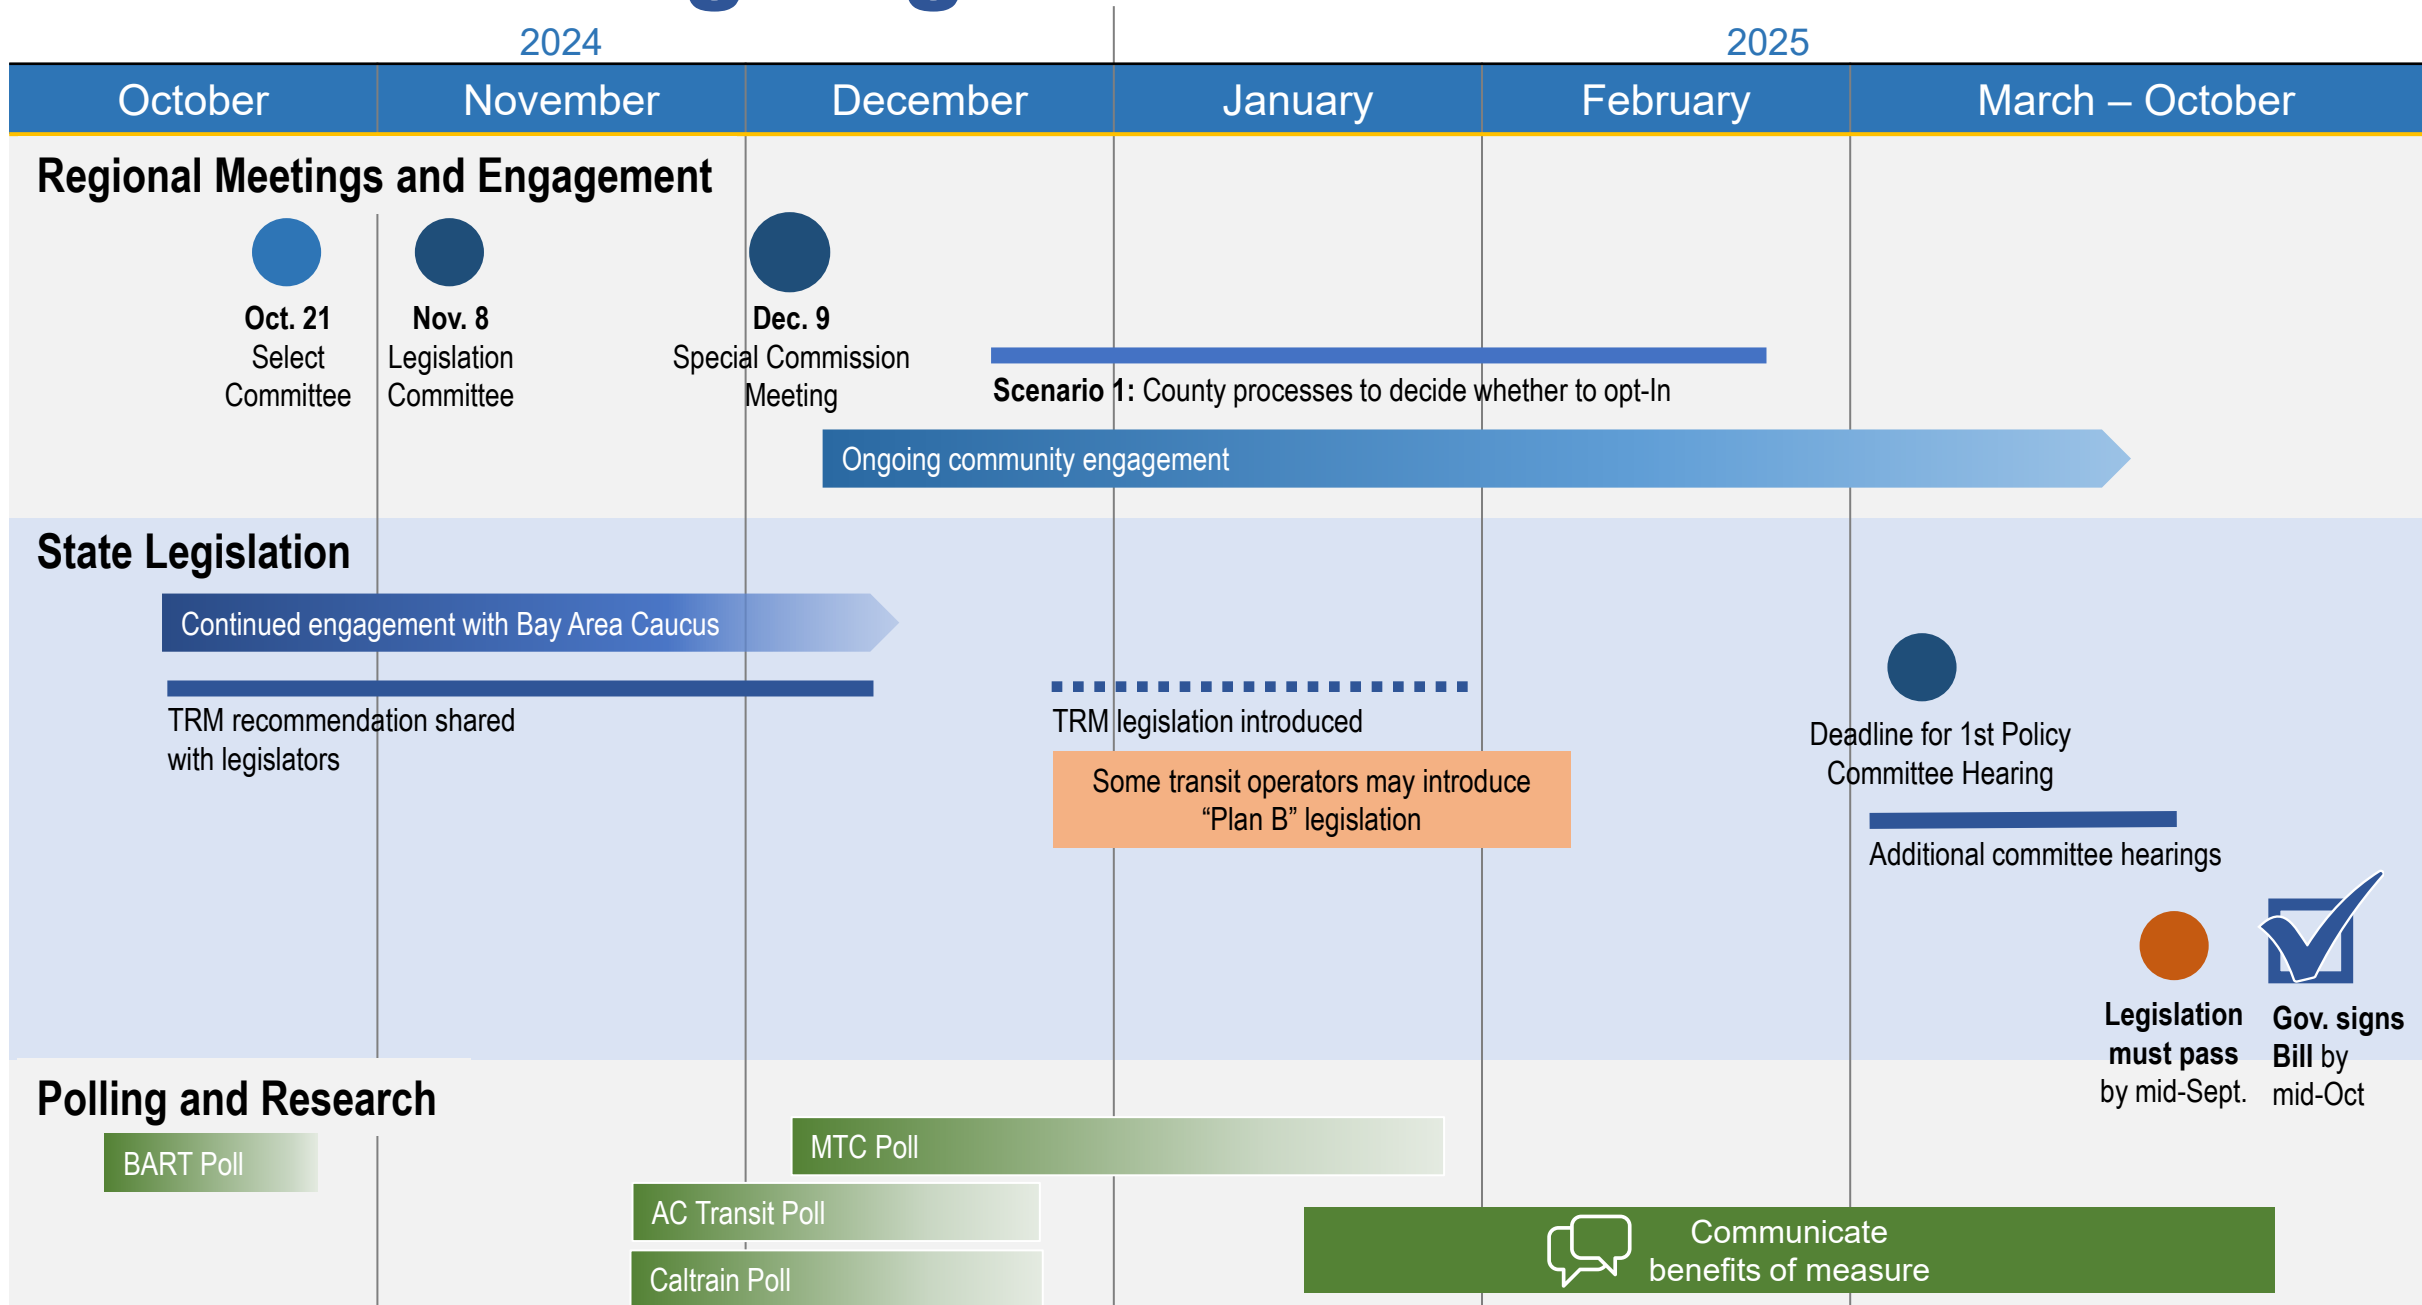 2024
2025
October
November
December
January
February
March – October
Regional Meetings and Engagement
Oct. 21
Select
Committee
Nov. 8
Legislation
Committee
Dec. 9
Special Commission
Meeting
Scenario 1: County processes to decide whether to opt-In
Ongoing community engagement
State Legislation
Continued engagement with Bay Area Caucus
TRM recommendation shared
with legislators
TRM legislation introduced
Some transit operators may introduce
“Plan B” legislation
Deadline for 1st Policy
Committee Hearing
Additional committee hearings
Legislation
must pass
by mid-Sept.
Gov. signs
Bill by
mid-Oct
Polling and Research
BART Poll
MTC Poll
AC Transit Poll
Caltrain Poll
Communicate
benefits of measure